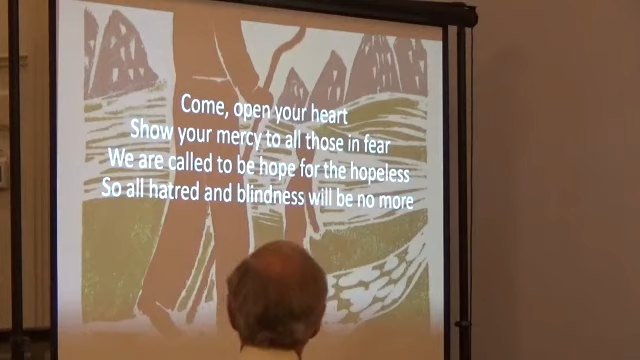 Come, open your heart
Show your mercy to all those in fear
We are called to be hope for the hopeless
So all hatred and blindness will be no more